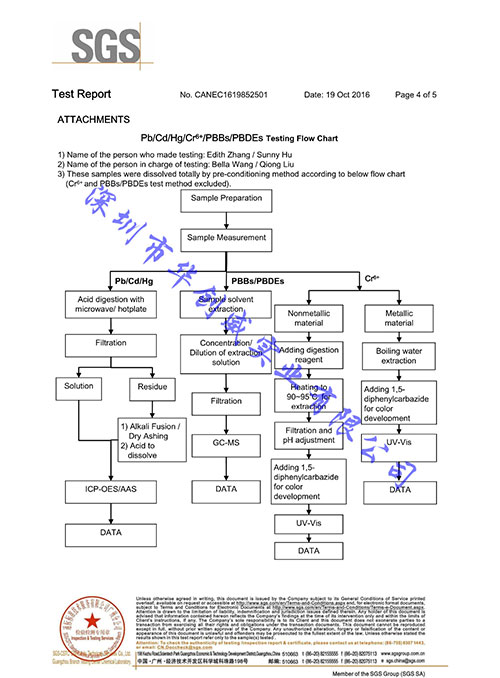 SGS
Test Report
No. CANEC1619852501
Date: 19 Oct 2016
Page 4 of 5
ATTACHMENTS
Pb/Cd/Hg/Cr⁶⁺/PBBs/PBDEs Testing Flow Chart
1) Name of the person who made testing: Edith Zhang / Sunny Hu
2) Name of the person in charge of testing: Bella Wang / Qiong Liu
3) These samples were dissolved totally by pre-conditioning method according to below flow chart
(Cr⁶⁺ and PBBs/PBDEs test method excluded).
Sample Preparation
Sample Measurement
Pb/Cd/Hg
PBBs/PBDEs
Cr⁶⁺
Acid digestion with
microwave/ hotplate
Filtration
Solution
Residue
1) Alkali Fusion /
Dry Ashing
2) Acid to
dissolve
ICP-OES/AAS
DATA
Sample solvent
extraction
Concentration/
Dilution of extraction
solution
Filtration
GC-MS
DATA
Nonmetallic
material
Adding digestion
reagent
Heating to
90~95℃ for
extraction
Filtration and
pH adjustment
Adding 1,5-
diphenylcarbazide
for color
development
UV-Vis
DATA
Metallic
material
Boiling water
extraction
Adding 1,5-
diphenylcarbazide
for color
development
UV-Vis
DATA
深圳市华创威实业有限公司
Unless otherwise agreed in writing, this document is issued by the Company subject to its General Conditions of Service printed
overleaf, available on request or accessible at http://www.sgs.com/en/Terms-and-Conditions.aspx and, for electronic format documents,
subject to Terms and Conditions for Electronic Documents at http://www.sgs.com/en/Terms-and-Conditions/Terms-e-Document.aspx.
Attention is drawn to the limitation of liability, indemnification and jurisdiction issues defined therein. Any holder of this document is
advised that information contained hereon reflects the Company's findings at the time of its intervention only and within the limits of
Client's instructions, if any. The Company's sole responsibility is to its Client and this document does not exonerate parties to a
transaction from exercising all their rights and obligations under the transaction documents. This document cannot be reproduced
except in full, without prior written approval of the Company. Any unauthorized alteration, forgery or falsification of the content or
appearance of this document is unlawful and offenders may be prosecuted to the fullest extent of the law. Unless otherwise stated the
results shown in this test report refer only to the sample(s) tested.
Attention: To check the authenticity of testing /inspection report & certificate, please contact us at telephone: (86-755) 8307 1443,
or email: CN.Doccheck@sgs.com
198 Kezhu Road, Scientech Park Guangzhou Economic & Technology Development District, Guangzhou, China 510663 t (86-20) 82155555 f (86-20) 82075113 www.sgsgroup.com.cn
中国·广州·经济技术开发区科学城科珠路198号 邮编: 510663 t (86-20) 82155555 f (86-20) 82075113 e sgs.china@sgs.com
Member of the SGS Group (SGS SA)